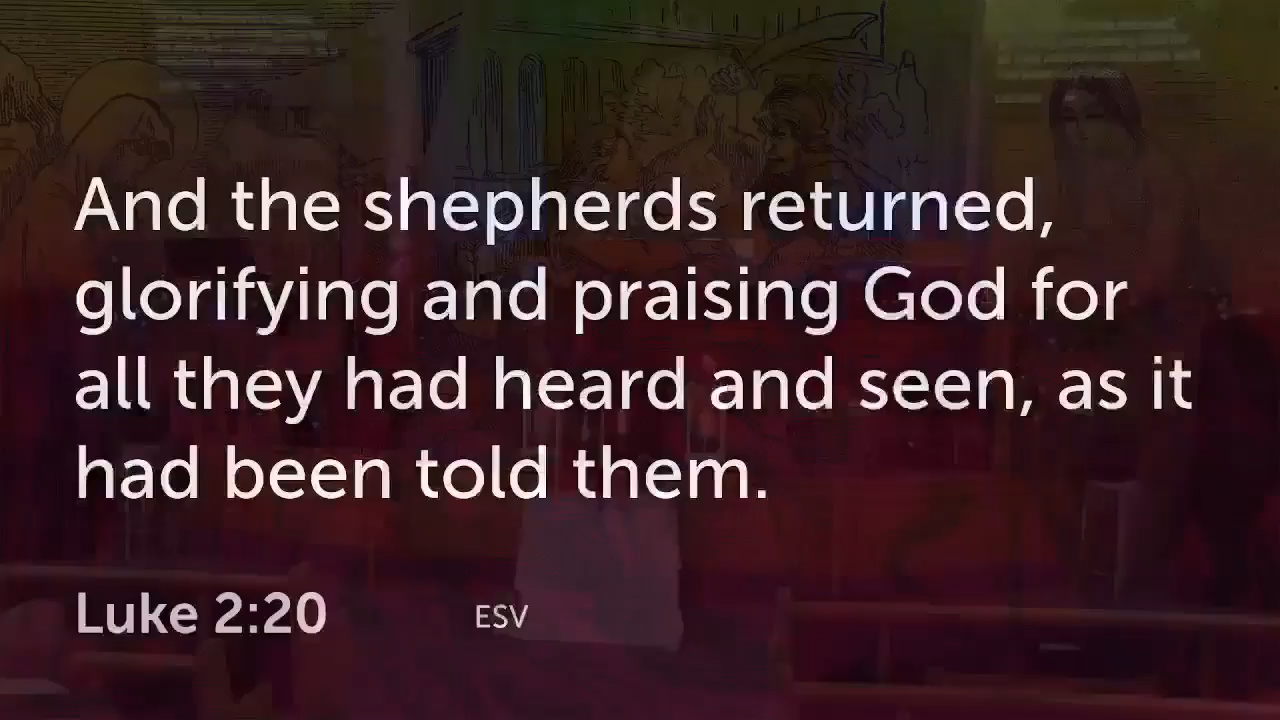 And the shepherds returned,
glorifying and praising God for
all they had heard and seen, as it
had been told them.
Luke 2:20 ESV